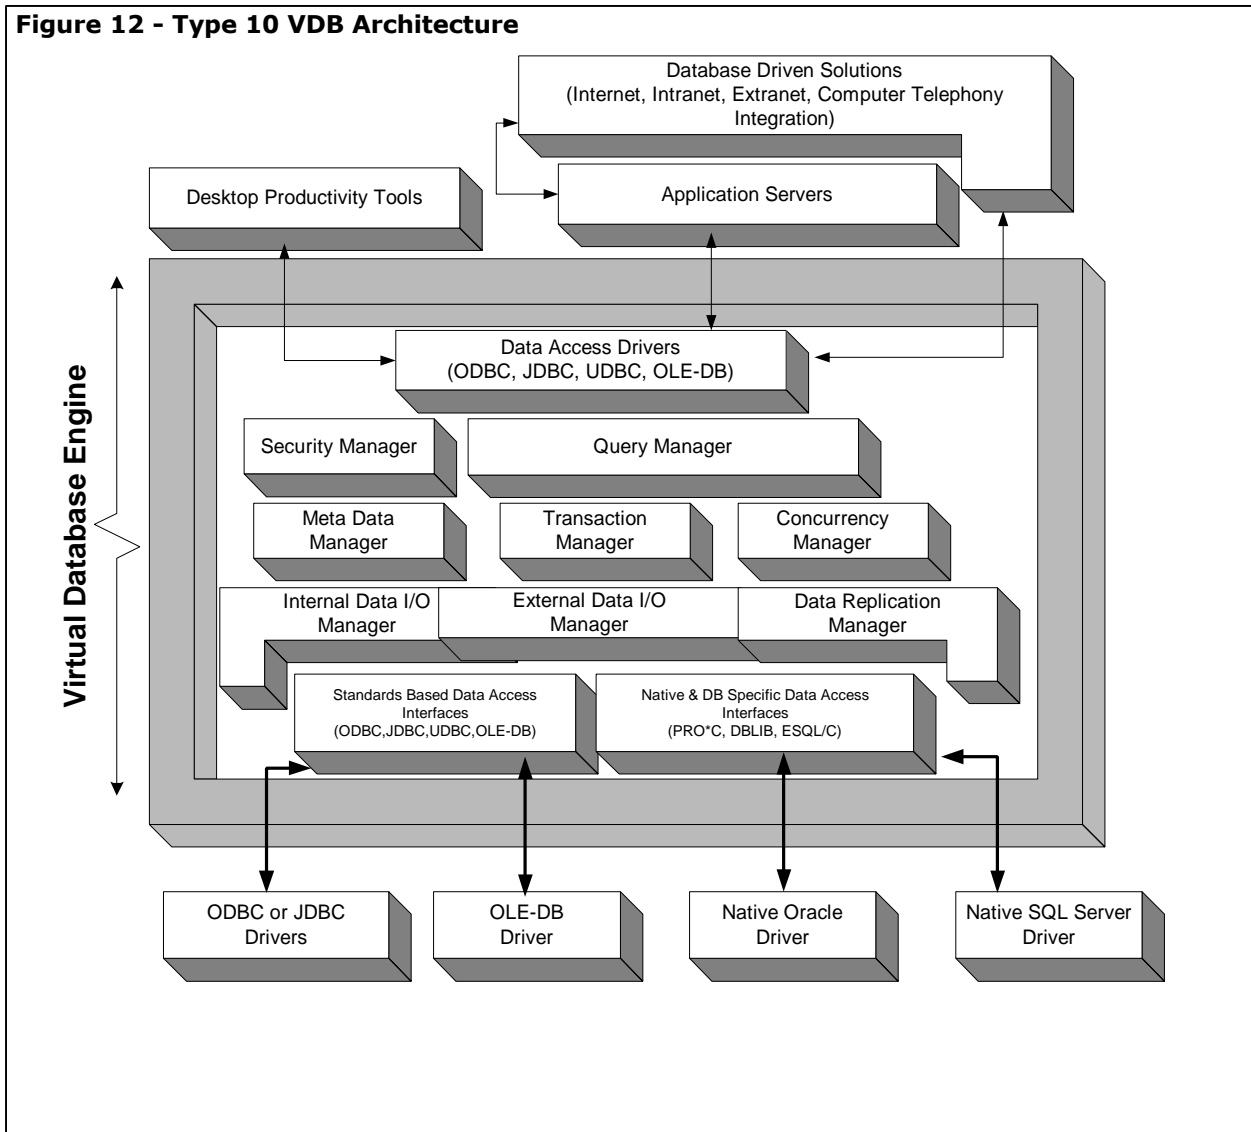 Figure 12 - Type 10 VDB Architecture
Database Driven Solutions
(Internet, Intranet, Extranet, Computer Telephony
Integration)
Desktop Productivity Tools
Application Servers
Virtual Database Engine
Data Access Drivers
(ODBC, JDBC, UDBC, OLE-DB)
Security Manager
Query Manager
Meta Data
Manager
Transaction
Manager
Concurrency
Manager
Internal Data I/O
Manager
External Data I/O
Manager
Data Replication
Manager
Standards Based Data Access
Interfaces
(ODBC,JDBC,UDBC,OLE-DB)
Native & DB Specific Data Access
Interfaces
(PRO*C, DBLIB, ESQL/C)
ODBC or JDBC
Drivers
OLE-DB
Driver
Native Oracle
Driver
Native SQL Server
Driver